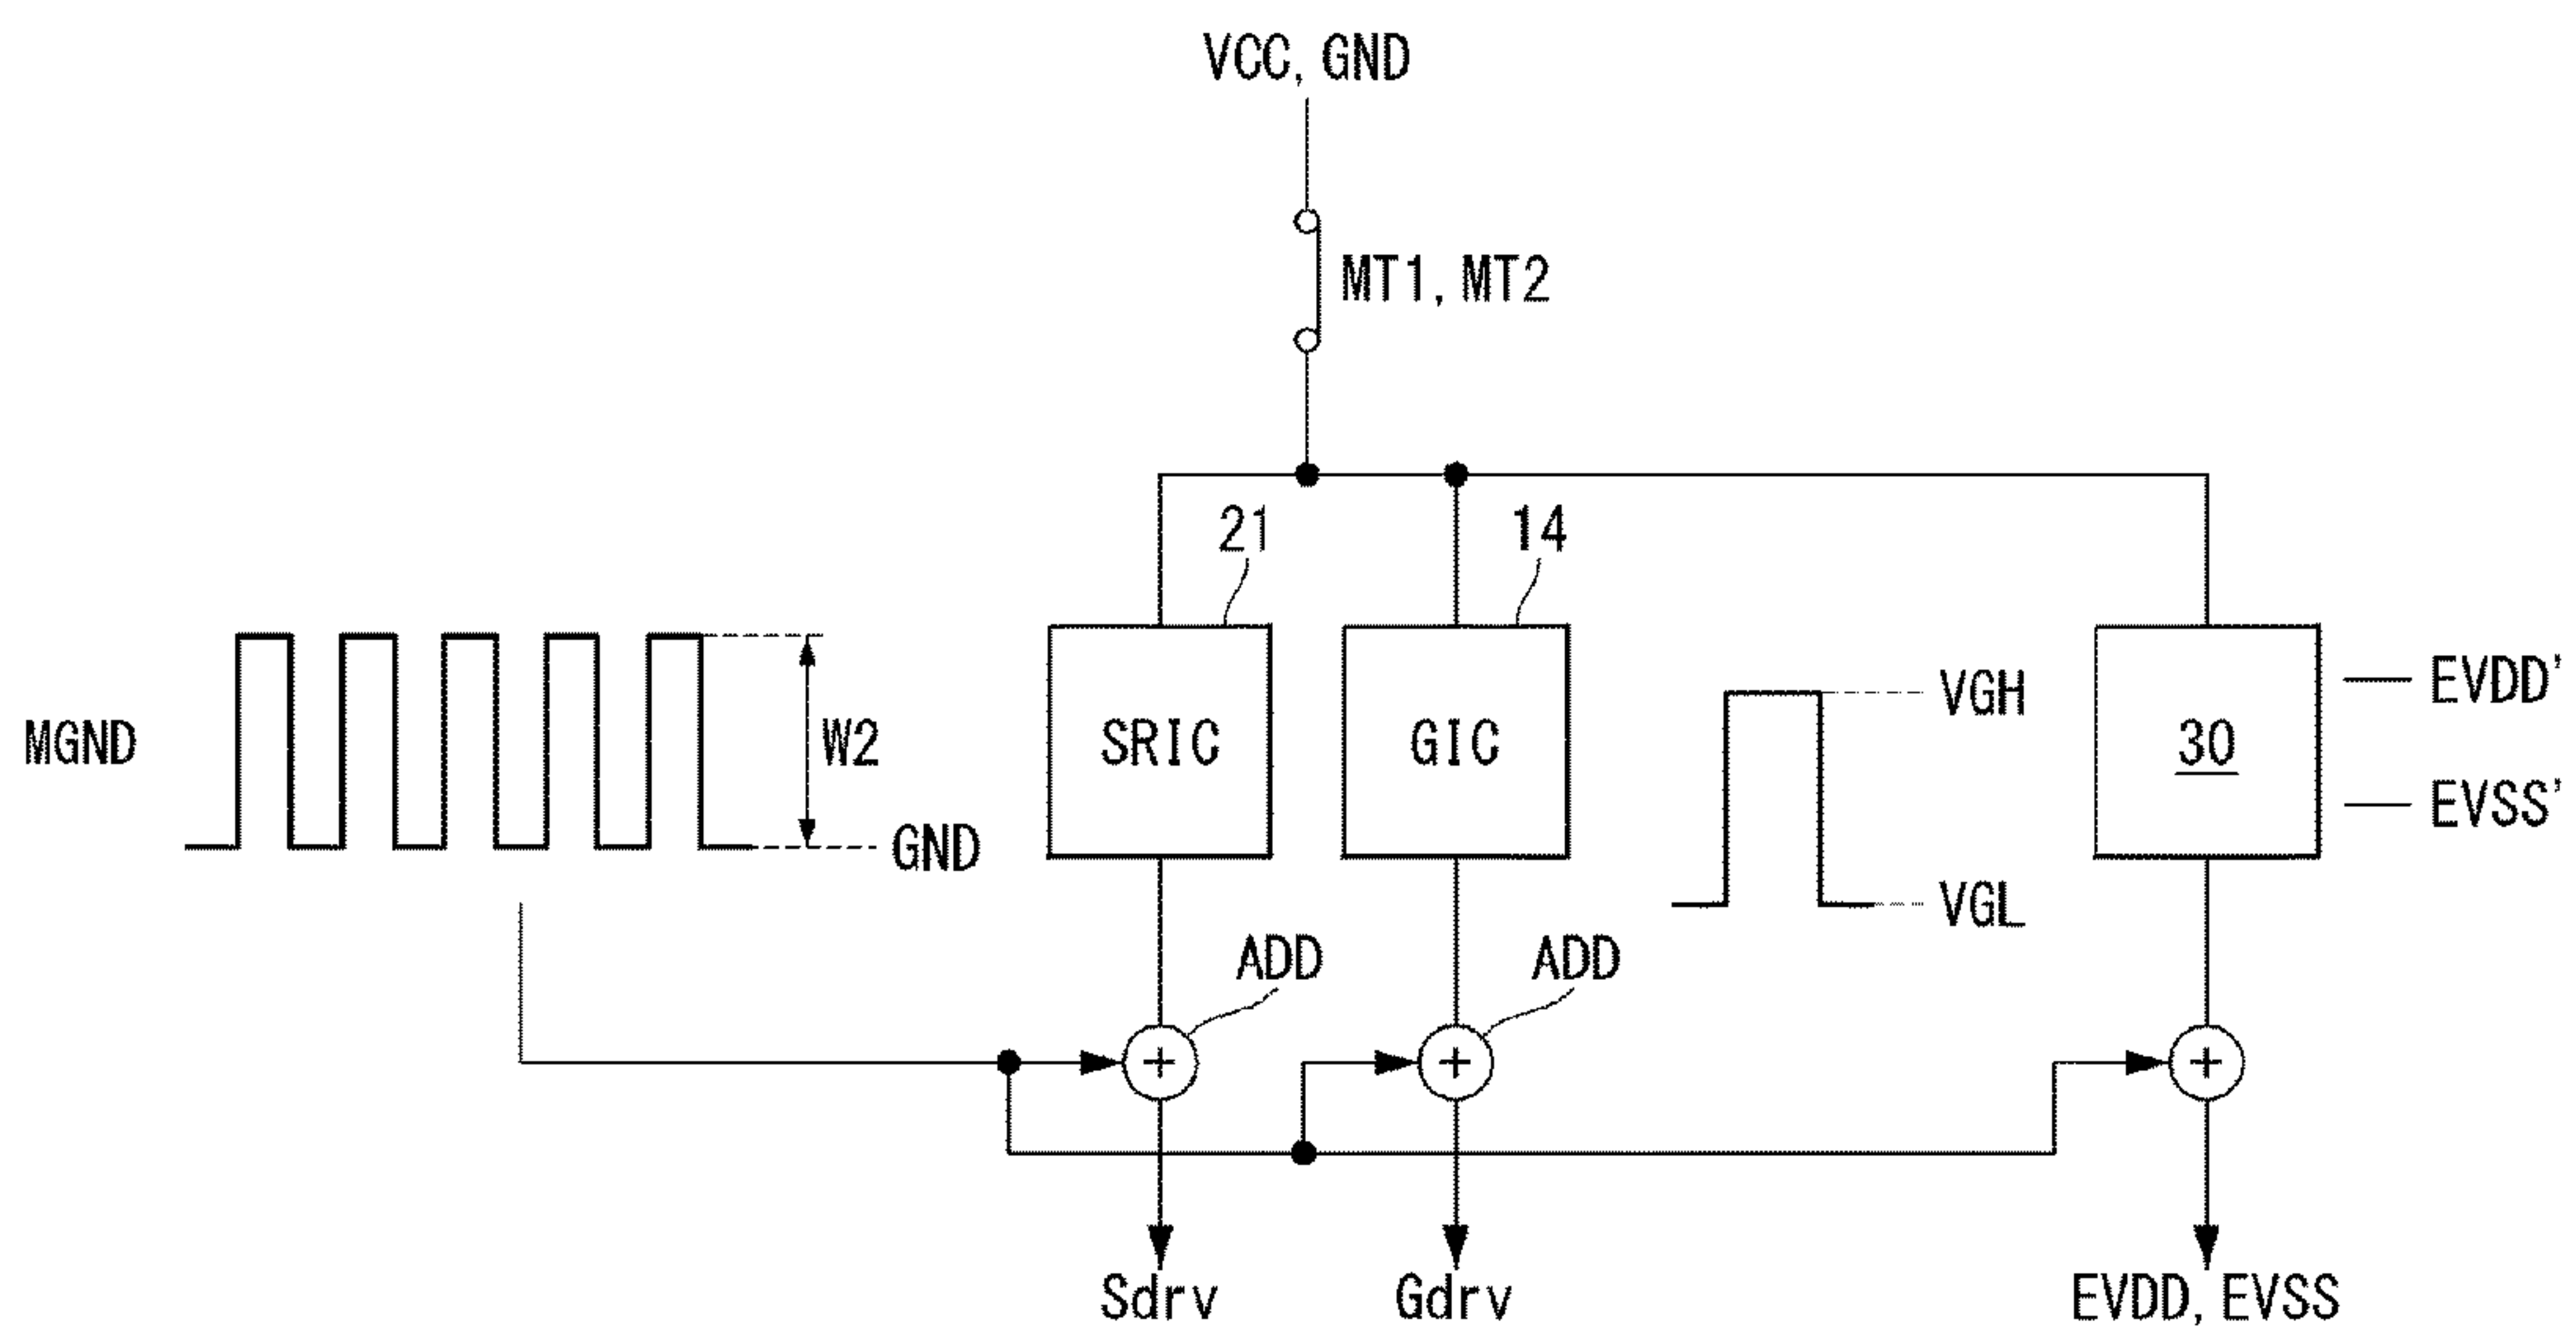 VCC, GND
MT1, MT2
21
14
MGND
W2
GND
SRIC
GIC
VGH
VGL
30
EVDD'
EVSS'
ADD
ADD
+
+
+
Sdrv
Gdrv
EVDD, EVSS